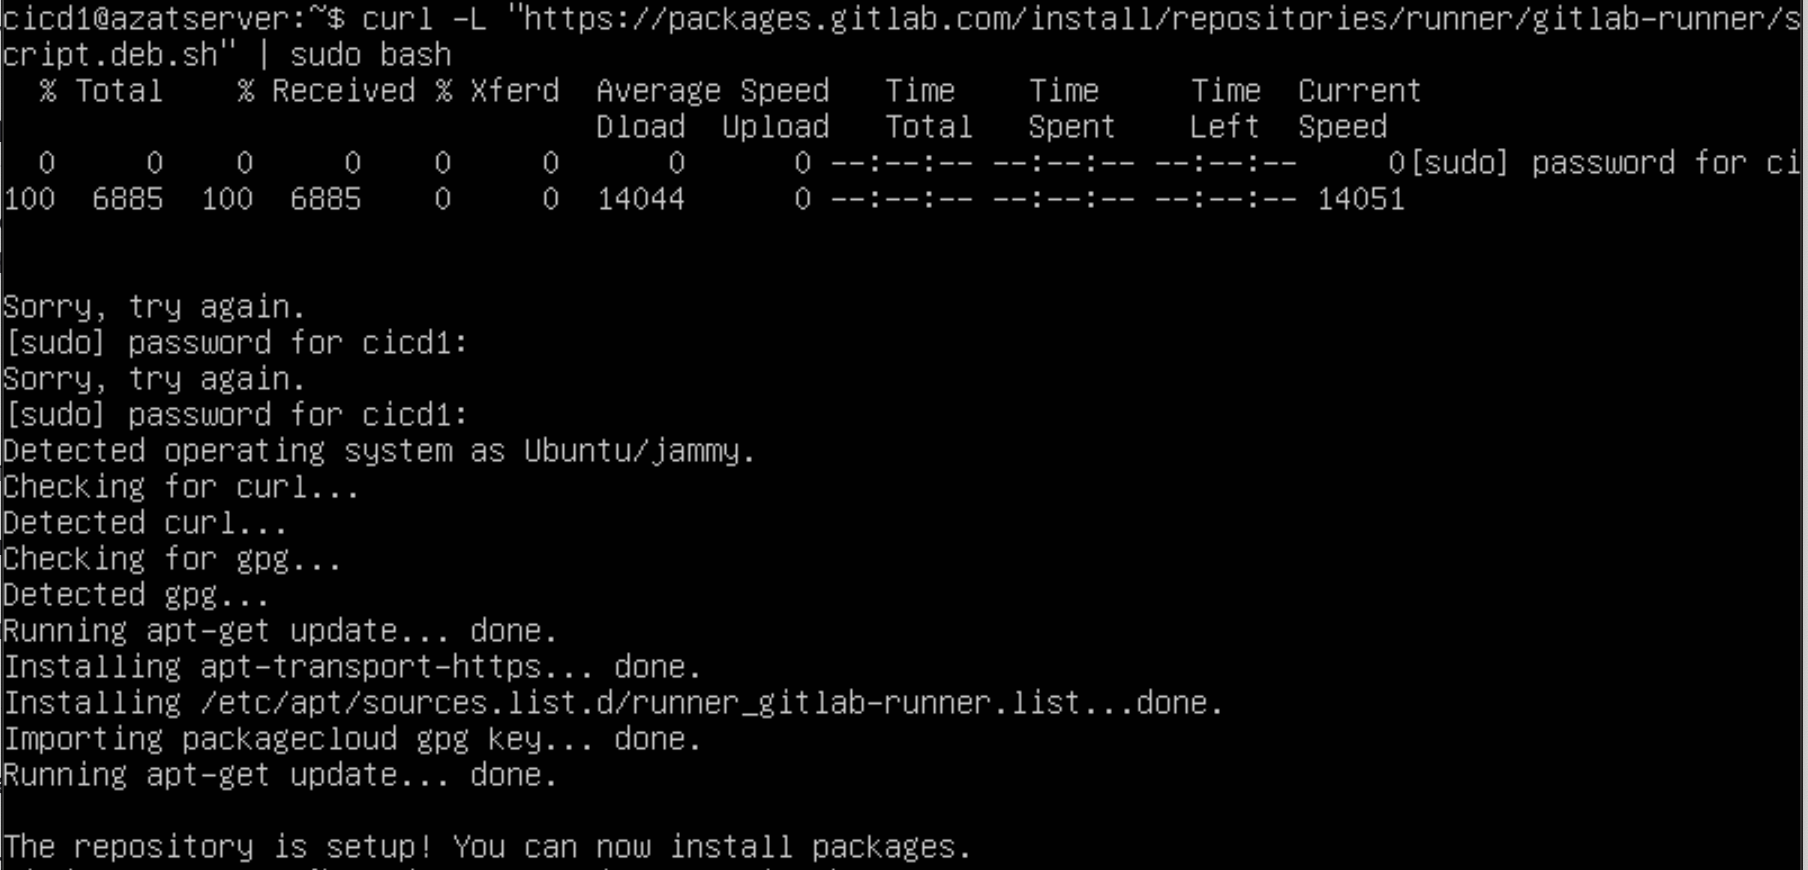 cicd1@azatserver:~$ curl -L "https://packages.gitlab.com/install/repositories/runner/gitlab-runner/s
cript.deb.sh" | sudo bash
  % Total    % Received % Xferd  Average Speed   Time    Time     Time  Current
                                 Dload  Upload   Total   Spent    Left  Speed
  0     0    0     0    0     0      0      0 --:--:-- --:--:-- --:--:--     0[sudo] password for ci
100  6885  100  6885    0     0  14044      0 --:--:-- --:--:-- --:--:-- 14051
Sorry, try again.
[sudo] password for cicd1:
Sorry, try again.
[sudo] password for cicd1:
Detected operating system as Ubuntu/jammy.
Checking for curl...
Detected curl...
Checking for gpg...
Detected gpg...
Running apt-get update... done.
Installing apt-transport-https... done.
Installing /etc/apt/sources.list.d/runner_gitlab-runner.list...done.
Importing packagecloud gpg key... done.
Running apt-get update... done.
The repository is setup! You can now install packages.